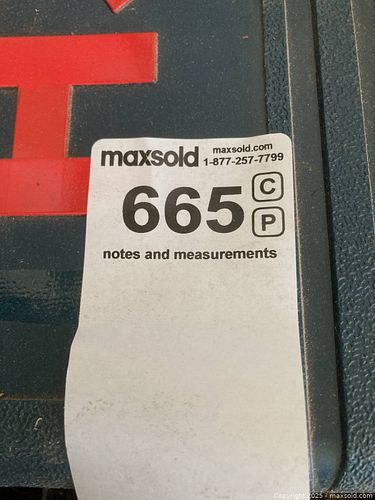 maxsold maxsold.com
1-877-257-7799
665 C
P
notes and measurements
Copyright 2025 - maxsold.com